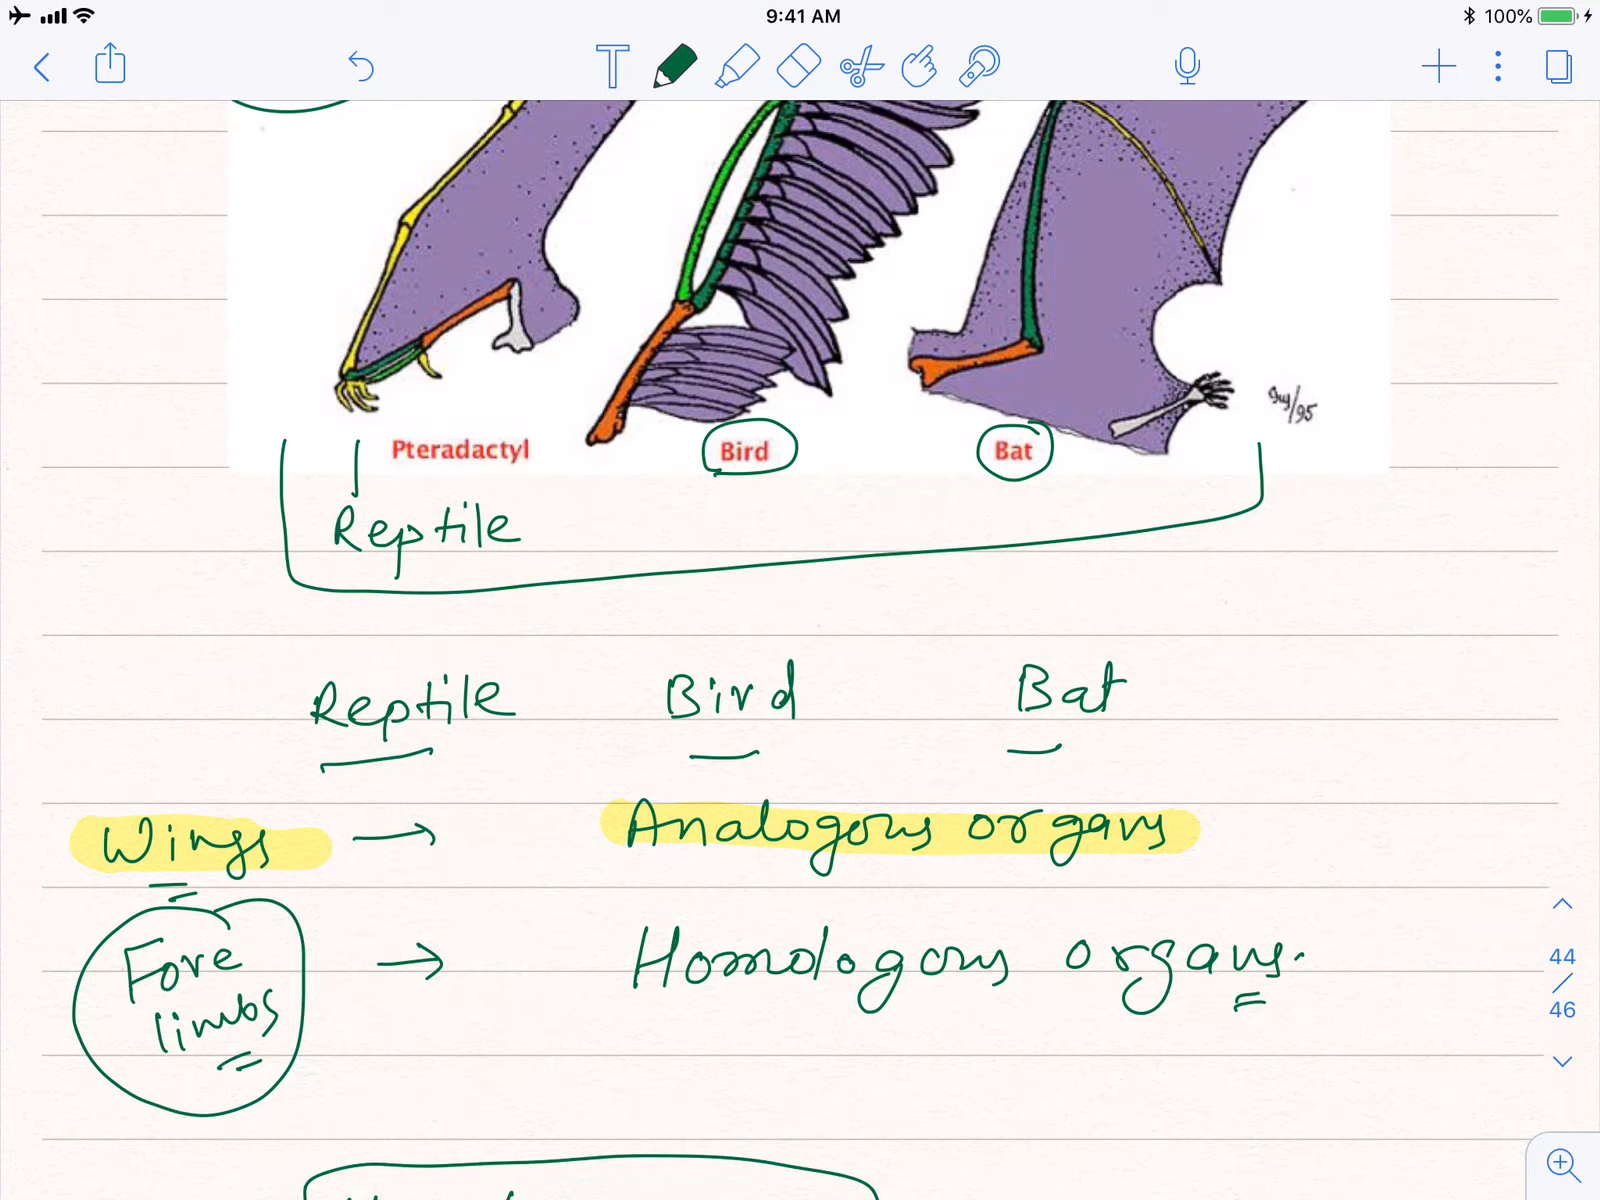 9:41 AM
100%
T
Pteradactyl Bird Bat
Reptile
Reptile Bird Bat
Wings → Analogous organs
Fore → Homologous organs.
limbs
44
/
46